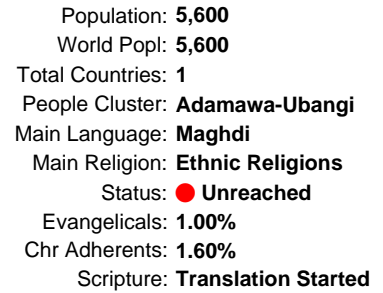 Population: 5,600
World Popl: 5,600
Total Countries: 1
People Cluster: Adamawa-Ubangi
Main Language: Maghdi
Main Religion: Ethnic Religions
Status: Unreached
Evangelicals: 1.00%
Chr Adherents: 1.60%
Scripture: Translation Started